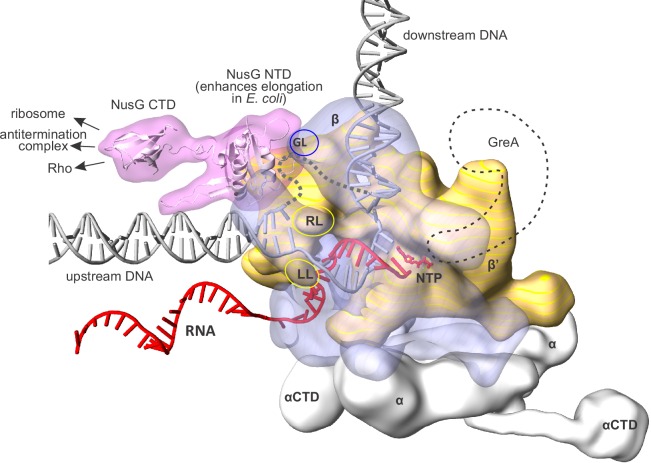 downstream DNA
NusG NTD
(enhances elongation
in E. coli)
NusG CTD
ribosome
antitermination
complex
Rho
β
GL
GreA
RL
upstream DNA
LL
NTP
β'
RNA
α
αCTD
α
αCTD